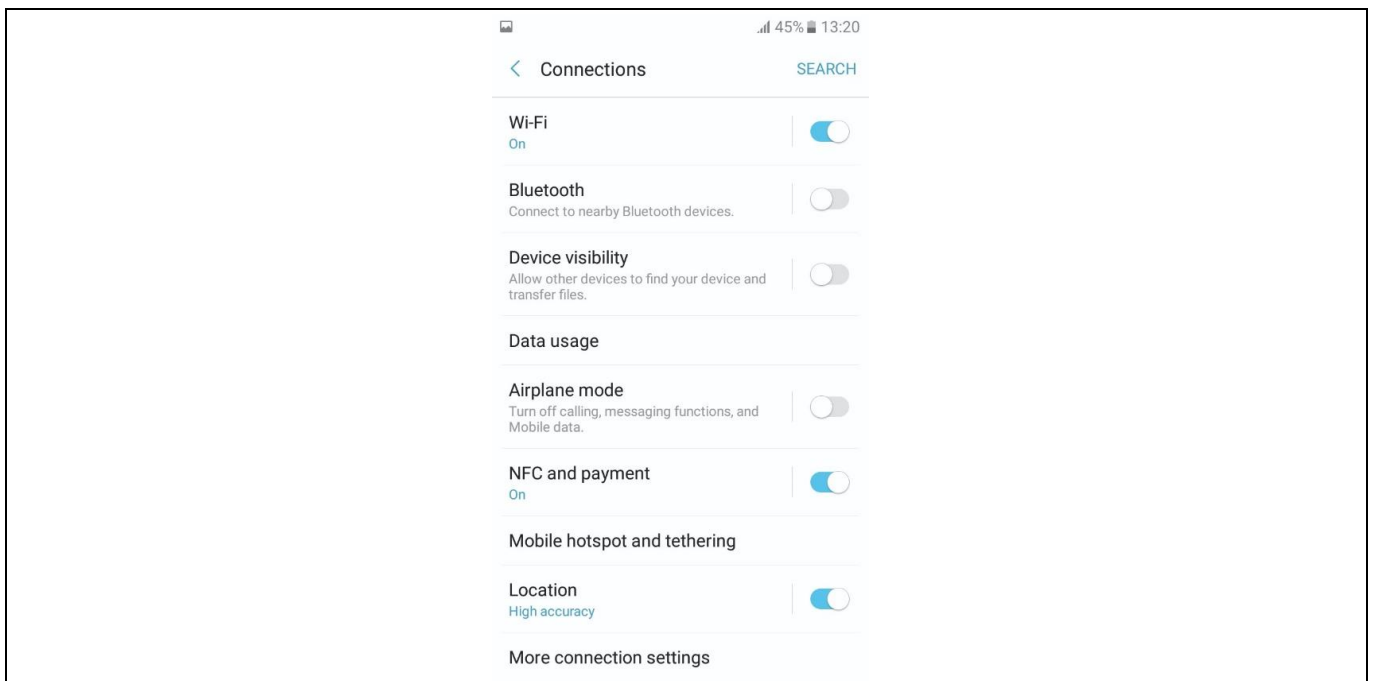 45% 13:20
Connections SEARCH
Wi-Fi
On
Bluetooth
Connect to nearby Bluetooth devices.
Device visibility
Allow other devices to find your device and
transfer files.
Data usage
Airplane mode
Turn off calling, messaging functions, and
Mobile data.
NFC and payment
On
Mobile hotspot and tethering
Location
High accuracy
More connection settings